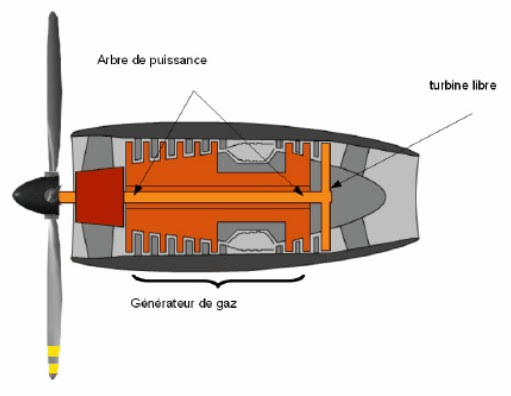 Arbre de puissance
turbine libre
Générateur de gaz